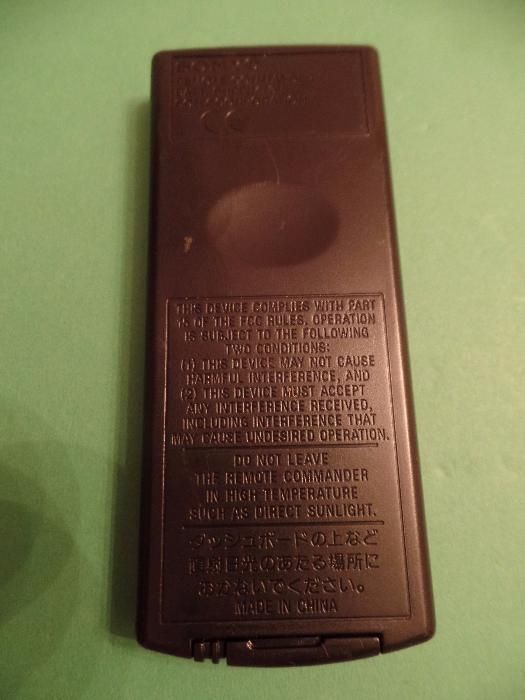 SONY
CE
THIS DEVICE COMPLIES WITH PART
15 OF THE FCC RULES. OPERATION
IS SUBJECT TO THE FOLLOWING
TWO CONDITIONS:
(1) THIS DEVICE MAY NOT CAUSE
HARMFUL INTERFERENCE, AND
(2) THIS DEVICE MUST ACCEPT
ANY INTERFERENCE RECEIVED,
INCLUDING INTERFERENCE THAT
MAY CAUSE UNDESIRED OPERATION.
DO NOT LEAVE
THE REMOTE COMMANDER
IN HIGH TEMPERATURE
SUCH AS DIRECT SUNLIGHT.
ダッシュボードの上など
直射日光のあたる場所に
おかないでください。
MADE IN CHINA